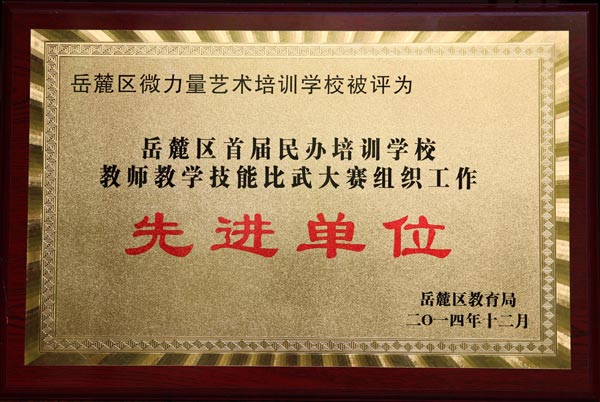 岳麓区微力量艺术培训学校被评为
岳麓区首届民办培训学校
教师教学技能比武大赛组织工作
先进单位
岳麓区教育局
二〇一四年十二月